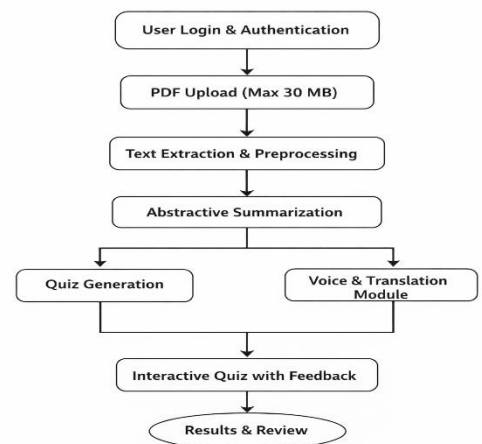 User Login & Authentication
PDF Upload (Max 30 MB)
Text Extraction & Preprocessing
Abstractive Summarization
Quiz Generation
Voice & Translation
Module
Interactive Quiz with Feedback
Results & Review